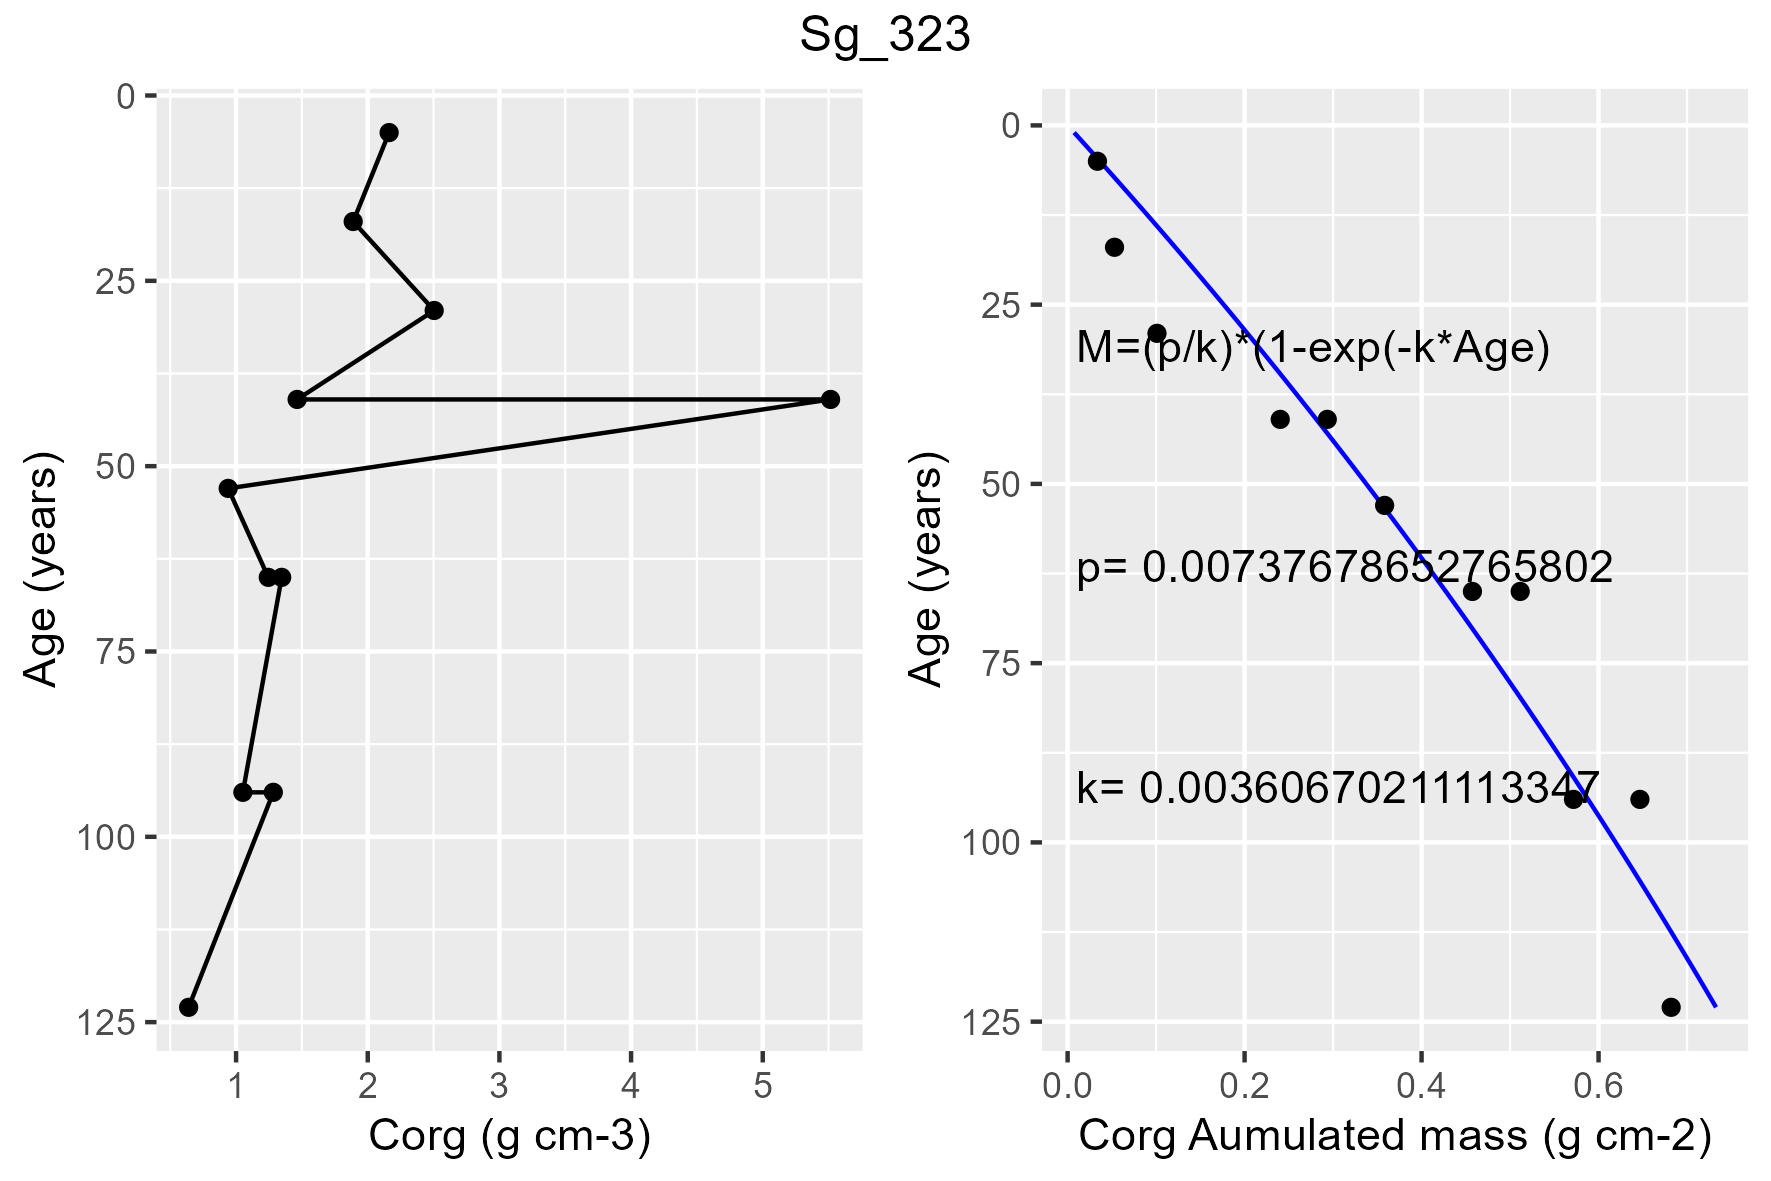 Sg_323
0
25
50
75
100
125
Age (years)
1
2
3
4
5
Corg (g cm-3)
0
25
50
75
100
125
Age (years)
M=(p/k)*(1-exp(-k*Age)
p= 0.00737678652765802
k= 0.00360670211113347
0.0
0.2
0.4
0.6
Corg Aumulated mass (g cm-2)